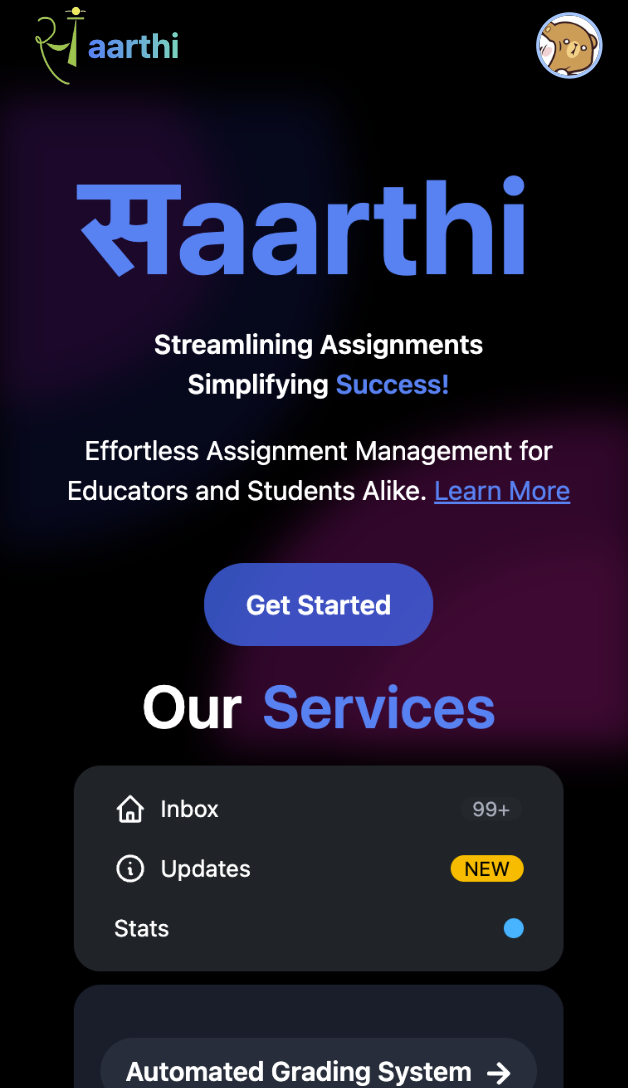 सaarthi
सaarthi
Streamlining Assignments
Simplifying Success!
Effortless Assignment Management for
Educators and Students Alike. Learn More
Get Started
Our Services
Inbox 99+
Updates NEW
Stats
Automated Grading System →